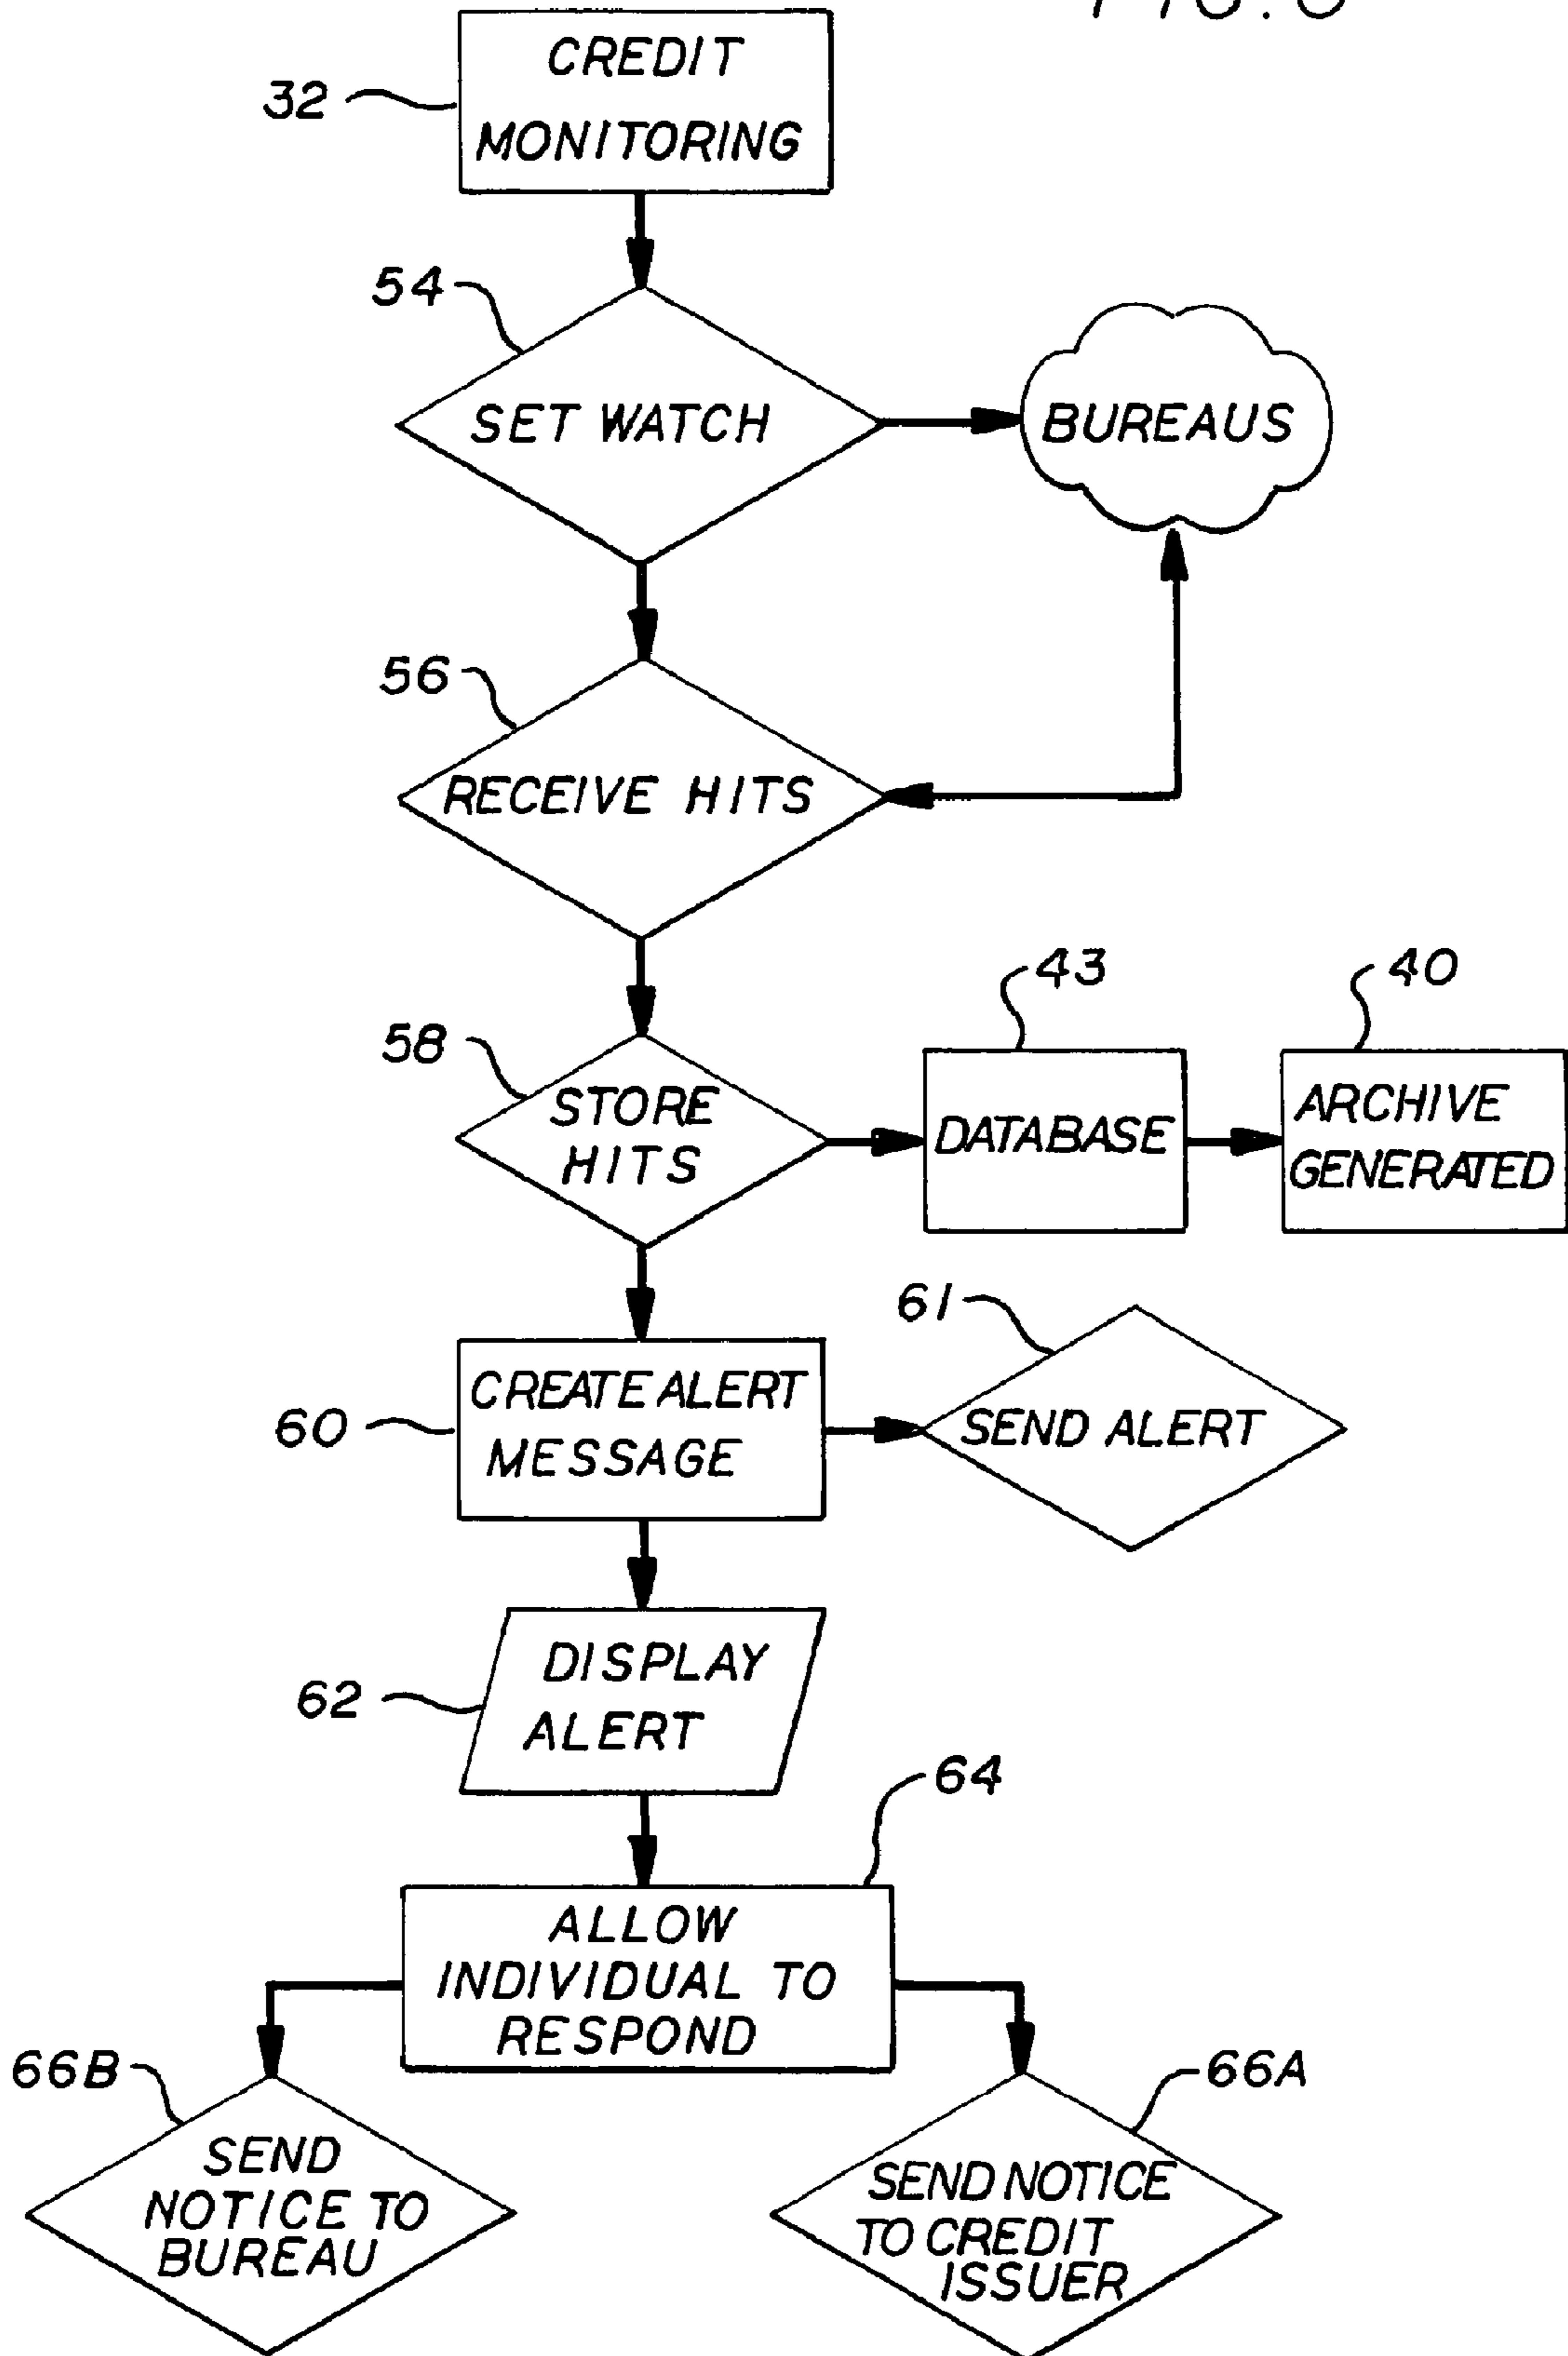 CREDIT
MONITORING
32
54
SET WATCH
BUREAUS
56
RECEIVE HITS
43
40
58
STORE
HITS
DATABASE
ARCHIVE
GENERATED
61
CREATE ALERT
MESSAGE
60
SEND ALERT
DISPLAY
ALERT
62
64
ALLOW
INDIVIDUAL TO
RESPOND
66B
66A
SEND
NOTICE TO
BUREAU
SEND NOTICE
TO CREDIT
ISSUER